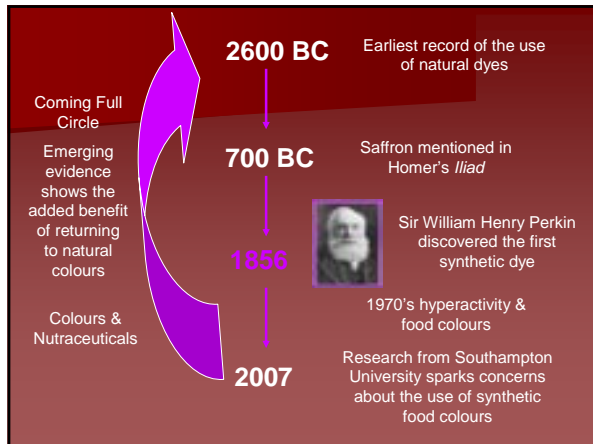 2600 BC
Earliest record of the use
of natural dyes
Coming Full
Circle
Emerging
evidence
shows the
added benefit
of returning
to natural
colours
700 BC
Saffron mentioned in
Homer's Iliad
1856
Sir William Henry Perkin
discovered the first
synthetic dye
1970's hyperactivity &
food colours
Colours &
Nutraceuticals
2007
Research from Southampton
University sparks concerns
about the use of synthetic
food colours